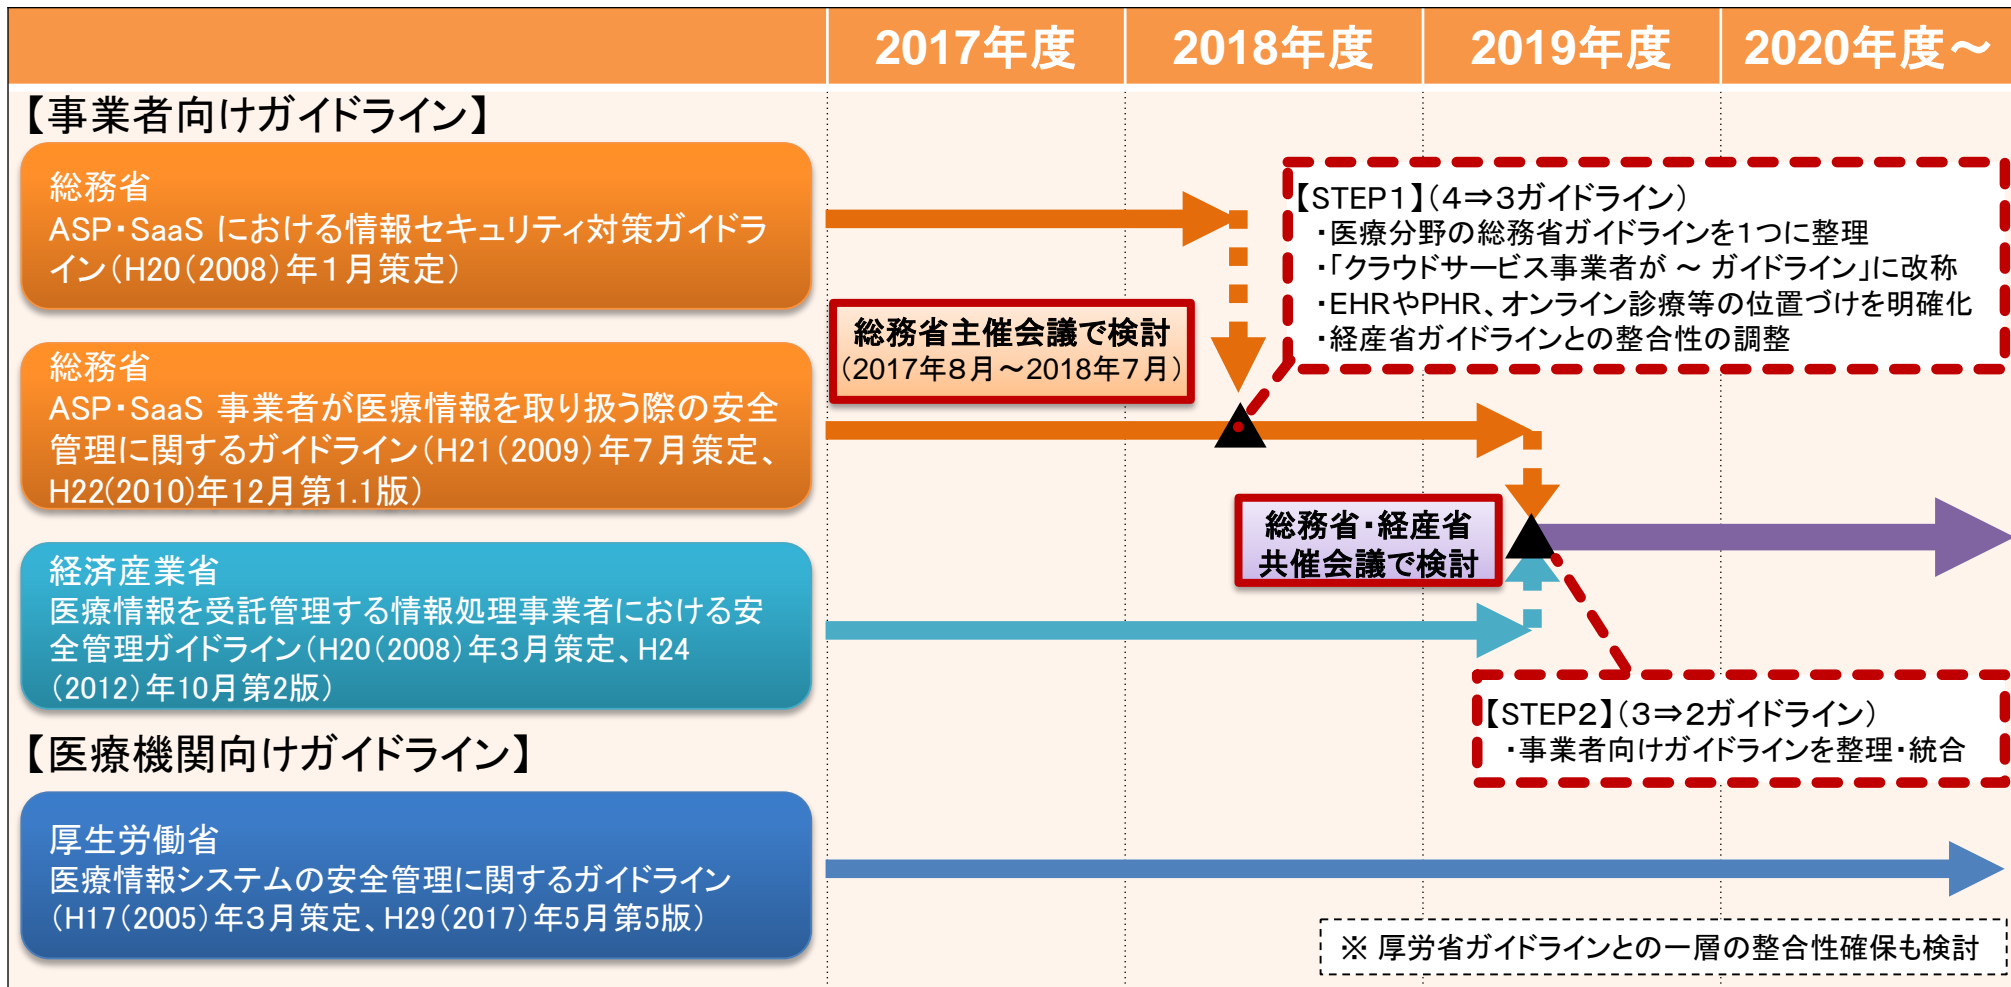 2017年度
2018年度
2019年度
2020年度～
【事業者向けガイドライン】
総務省
ASP・SaaS における情報セキュリティ対策ガイドラ
イン（H20（2008）年１月策定）
総務省
ASP・SaaS 事業者が医療情報を取り扱う際の安全
管理に関するガイドライン（H21（2009）年７月策定、
H22(2010)年12月第1.1版）
経済産業省
医療情報を受託管理する情報処理事業者における安
全管理ガイドライン（H20（2008）年３月策定、H24
（2012）年10月第2版）
【医療機関向けガイドライン】
厚生労働省
医療情報システムの安全管理に関するガイドライン
（H17（2005）年３月策定、H29（2017）年5月第5版）
総務省主催会議で検討
（2017年８月～2018年７月）
【STEP１】（４⇒３ガイドライン）
・医療分野の総務省ガイドラインを１つに整理
・「クラウドサービス事業者が ～ ガイドライン」に改称
・EHRやPHR、オンライン診療等の位置づけを明確化
・経産省ガイドラインとの整合性の調整
総務省・経産省
共催会議で検討
【STEP２】（３⇒２ガイドライン）
・事業者向けガイドラインを整理・統合
※ 厚労省ガイドラインとの一層の整合性確保も検討